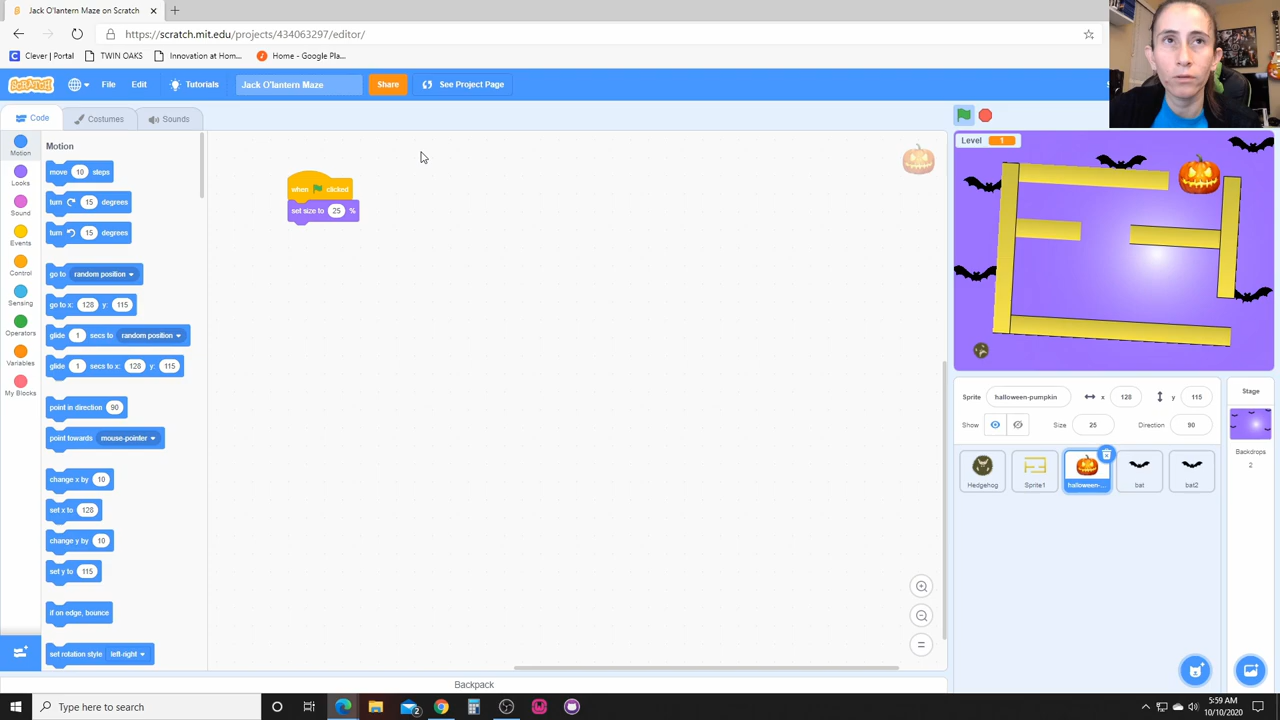 Jack O'lantern Maze on Scratch
https://scratch.mit.edu/projects/434063297/editor/
Clever | Portal
TWIN OAKS
Innovation at Hom...
Home - Google Pla...
SCRATCH
File
Edit
Tutorials
Jack O'lantern Maze
Share
See Project Page
Code
Costumes
Sounds
Motion
Looks
Sound
Events
Control
Sensing
Operators
Variables
My Blocks
Motion
move 10 steps
turn 15 degrees
turn 15 degrees
go to random position
go to x: 128 y: 115
glide 1 secs to random position
glide 1 secs to x: 128 y: 115
point in direction 90
point towards mouse-pointer
change x by 10
set x to 128
change y by 10
set y to 115
if on edge, bounce
set rotation style left-right
when clicked
set size to 25 %
Level 1
Sprite halloween-pumpkin x 128 y 115
Show Size 25 Direction 90
Hedgehog
Sprite1
halloween-...
bat
bat2
Stage
Backdrops
2
Backpack
Type here to search
2
5:59 AM
10/10/2020